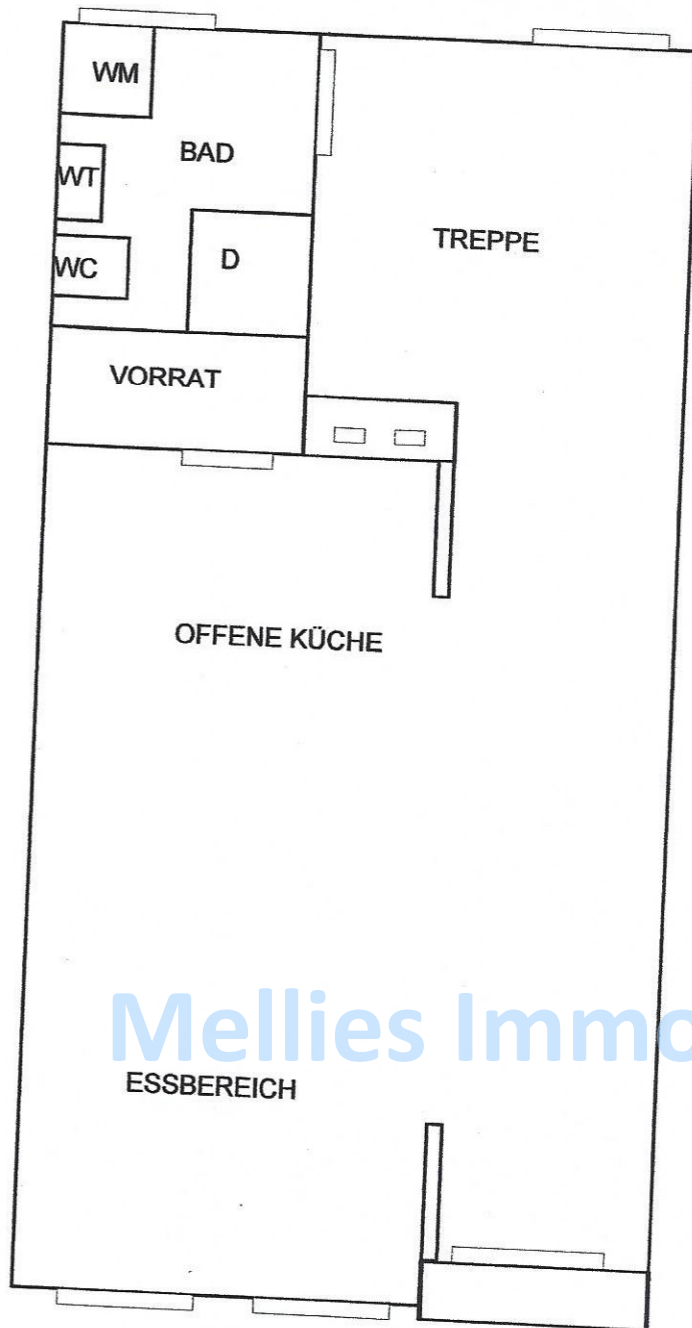 WM
BAD
WT
TREPPE
WC
D
VORRAT
OFFENE KÜCHE
Mellies Immo
ESSBEREICH